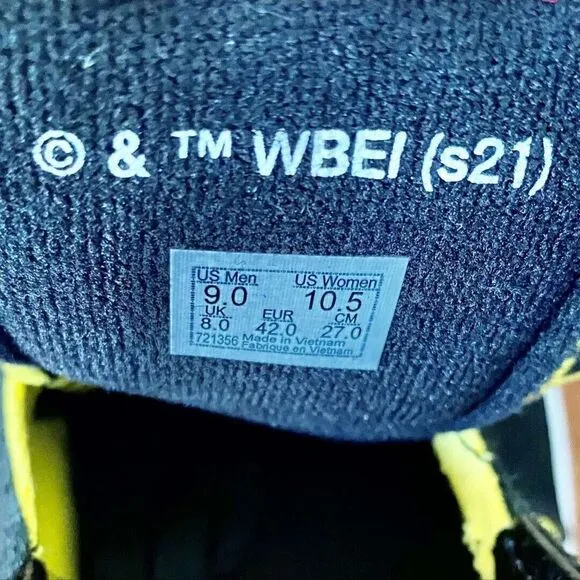 © & ™ WBEI (s21)
US Men US Women
9.0 10.5
UK EUR CM
8.0 42.0 27.0
721356 Made in Vietnam
Fabriqué en Vietnam